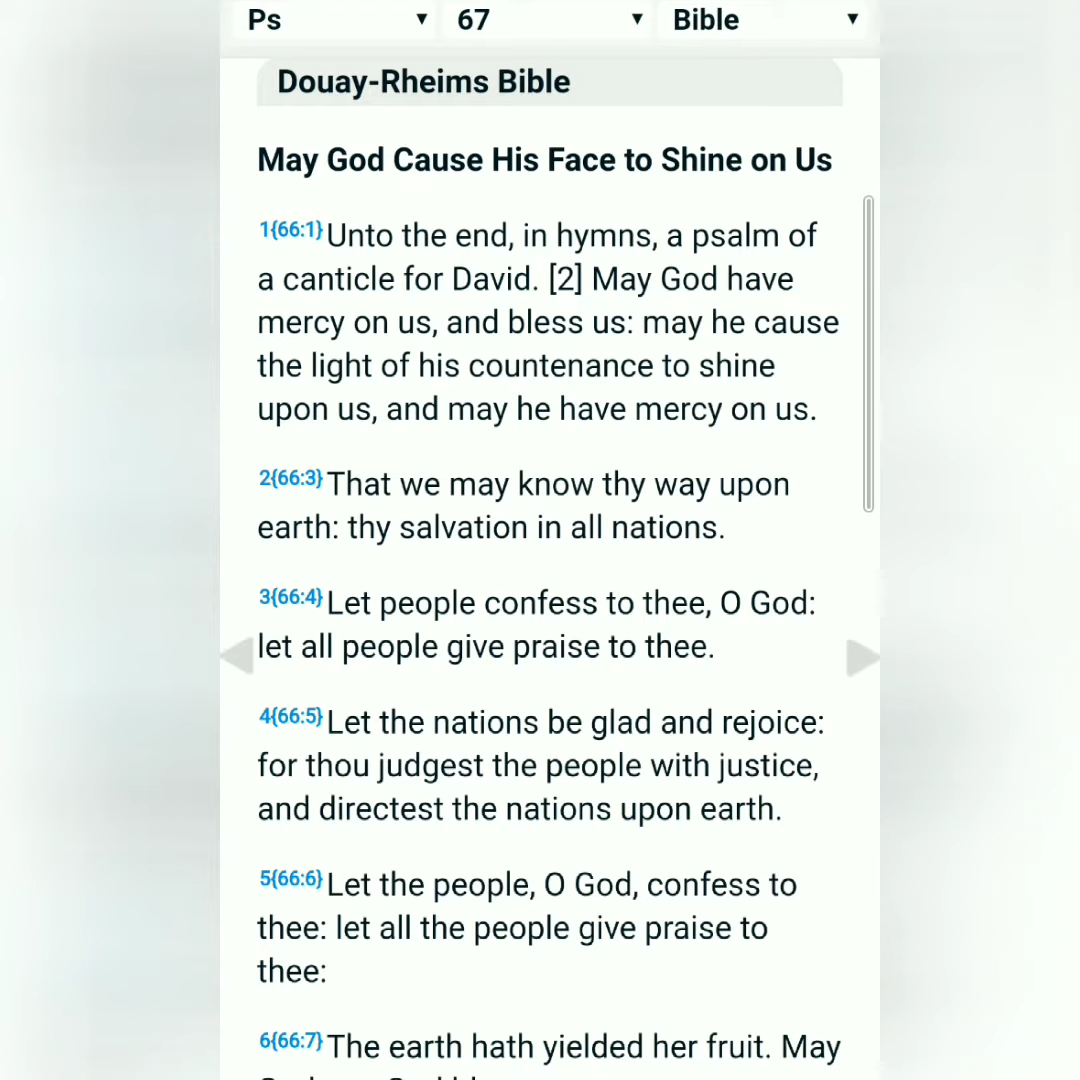 Ps ▼ 67 ▼ Bible ▼
Douay-Rheims Bible
May God Cause His Face to Shine on Us
1{66:1} Unto the end, in hymns, a psalm of
a canticle for David. [2] May God have
mercy on us, and bless us: may he cause
the light of his countenance to shine
upon us, and may he have mercy on us.
2{66:3} That we may know thy way upon
earth: thy salvation in all nations.
3{66:4} Let people confess to thee, O God:
let all people give praise to thee.
4{66:5} Let the nations be glad and rejoice:
for thou judgest the people with justice,
and directest the nations upon earth.
5{66:6} Let the people, O God, confess to
thee: let all the people give praise to
thee:
6{66:7} The earth hath yielded her fruit. May